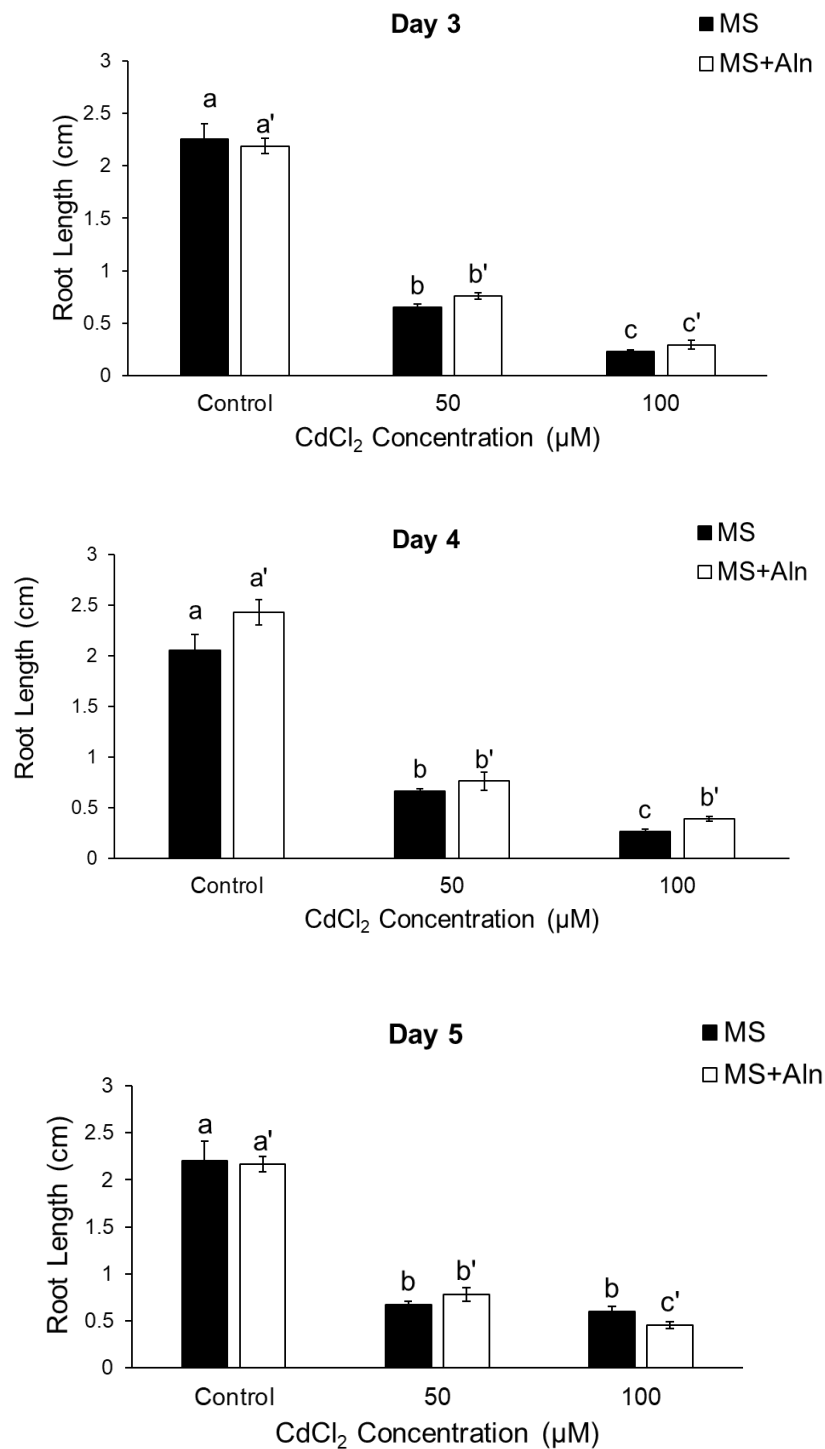 Day 3
MS
MS+Aln
Root Length (cm)
3
2.5
2
1.5
1
0.5
0
a
a'
b
b'
c
c'
Control 50 100
CdCl₂ Concentration (µM)
Day 4
MS
MS+Aln
Root Length (cm)
3
2.5
2
1.5
1
0.5
0
a
a'
b
b'
c
b'
Control 50 100
CdCl₂ Concentration (µM)
Day 5
MS
MS+Aln
Root Length (cm)
3
2.5
2
1.5
1
0.5
0
a
a'
b
b'
b
c'
Control 50 100
CdCl₂ Concentration (µM)